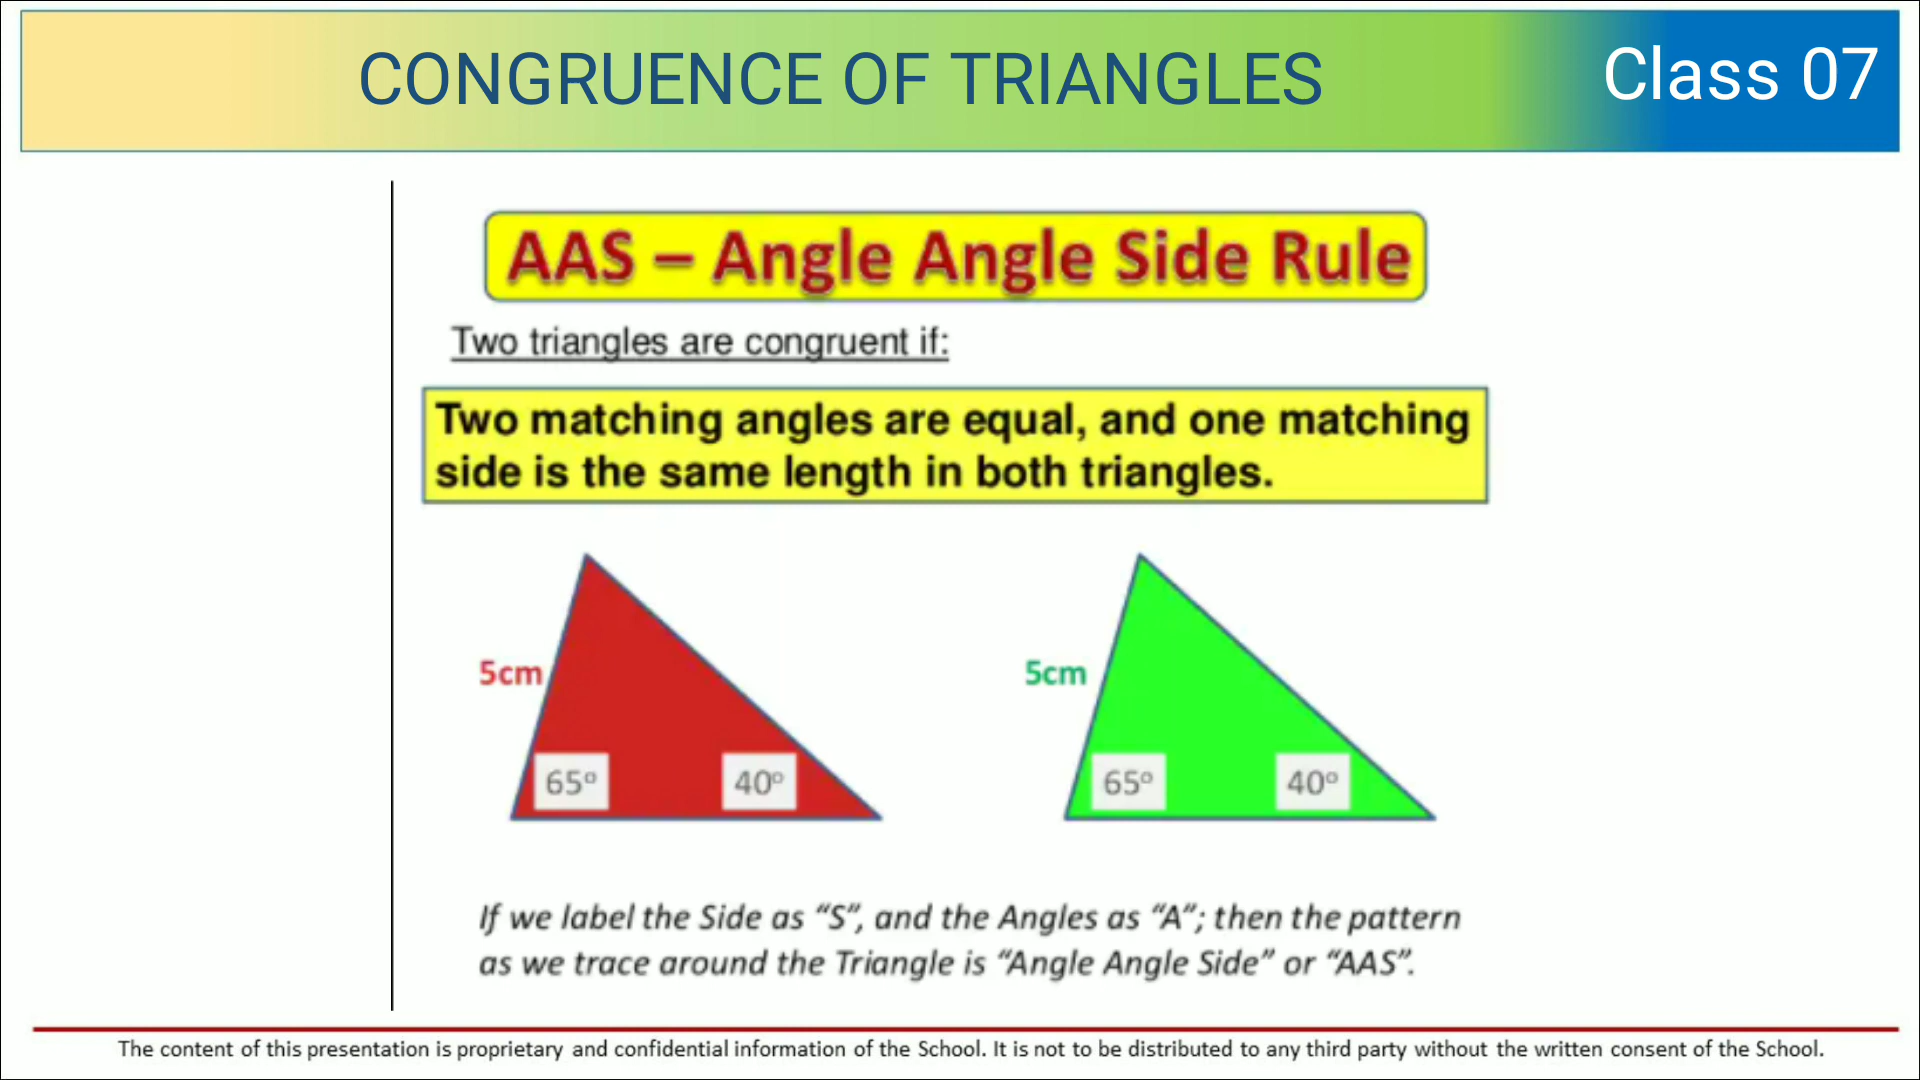 CONGRUENCE OF TRIANGLES
Class 07
AAS – Angle Angle Side Rule
Two triangles are congruent if:
Two matching angles are equal, and one matching
side is the same length in both triangles.
5cm
5cm
65º
40º
65º
40º
If we label the Side as “S”, and the Angles as “A”; then the pattern
as we trace around the Triangle is “Angle Angle Side” or “AAS”.
The content of this presentation is proprietary and confidential information of the School. It is not to be distributed to any third party without the written consent of the School.